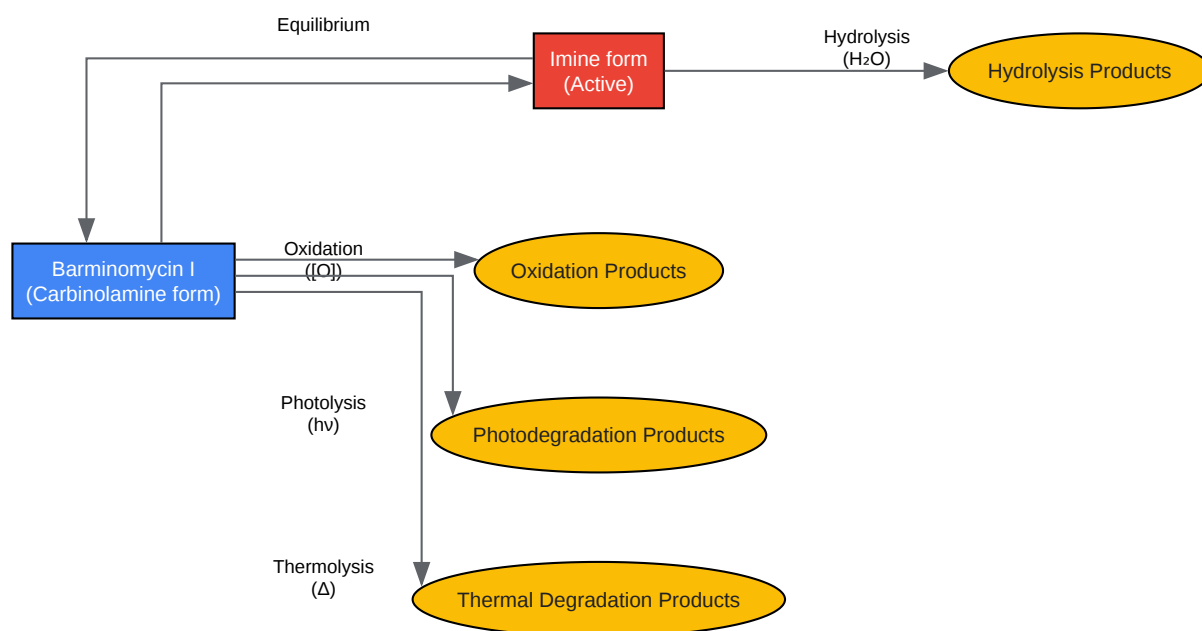 Equilibrium
Imine form
(Active)
Hydrolysis
(H₂O)
Hydrolysis Products
Barminomycin I
(Carbinolamine form)
Oxidation
([O])
Oxidation Products
Photolysis
(hν)
Photodegradation Products
Thermolysis
(Δ)
Thermal Degradation Products